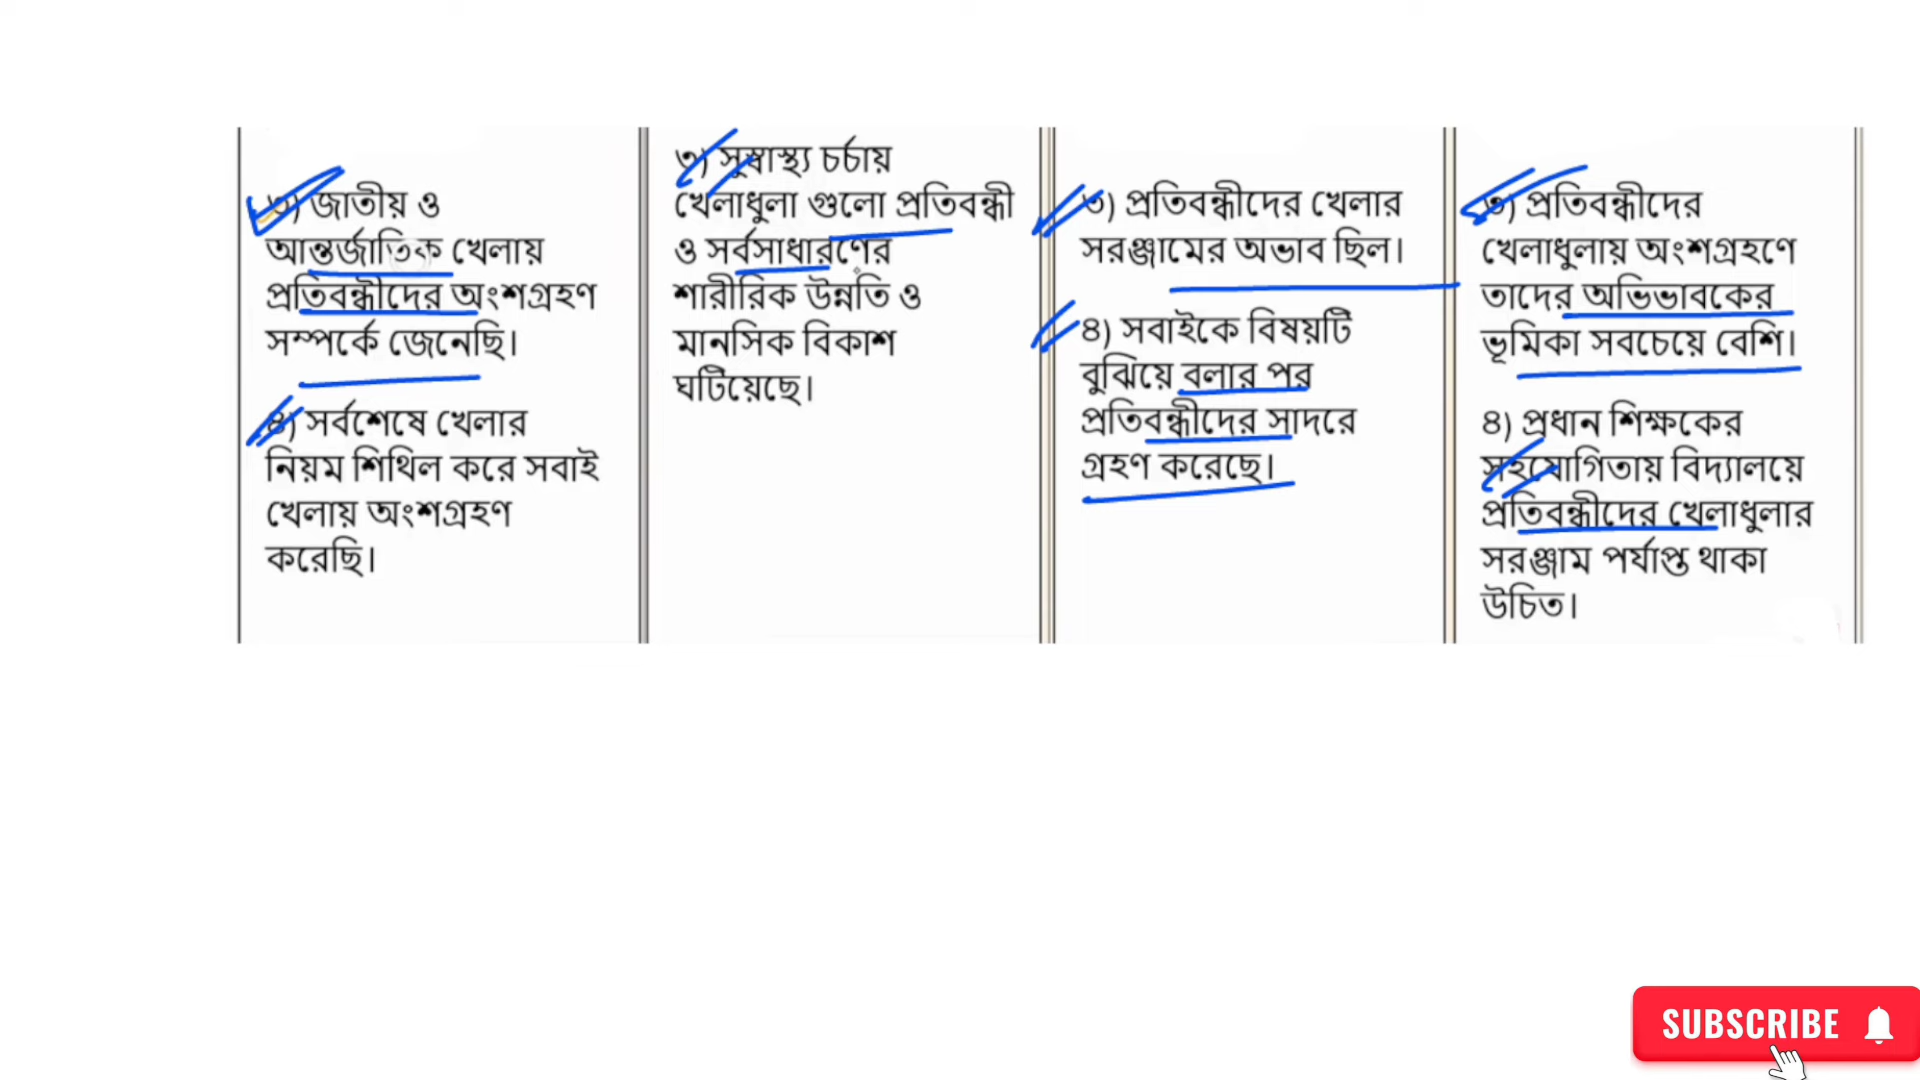 ৩) জাতীয় ও
আন্তর্জাতিক খেলায়
প্রতিবন্ধীদের অংশগ্রহণ
সম্পর্কে জেনেছি।
৪) সর্বশেষে খেলার
নিয়ম শিথিল করে সবাই
খেলায় অংশগ্রহণ
করেছি।
৩) সুস্বাস্থ্য চর্চায়
খেলাধুলা গুলো প্রতিবন্ধী
ও সর্বসাধারণের
শারীরিক উন্নতি ও
মানসিক বিকাশ
ঘটিয়েছে।
৩) প্রতিবন্ধীদের খেলার
সরঞ্জামের অভাব ছিল।
৪) সবাইকে বিষয়টি
বুঝিয়ে বলার পর
প্রতিবন্ধীদের সাদরে
গ্রহণ করেছে।
৩) প্রতিবন্ধীদের
খেলাধুলায় অংশগ্রহণে
তাদের অভিভাবকের
ভূমিকা সবচেয়ে বেশি।
৪) প্রধান শিক্ষকের
সহযোগিতায় বিদ্যালয়ে
প্রতিবন্ধীদের খেলাধুলার
সরঞ্জাম পর্যাপ্ত থাকা
উচিত।
SUBSCRIBE